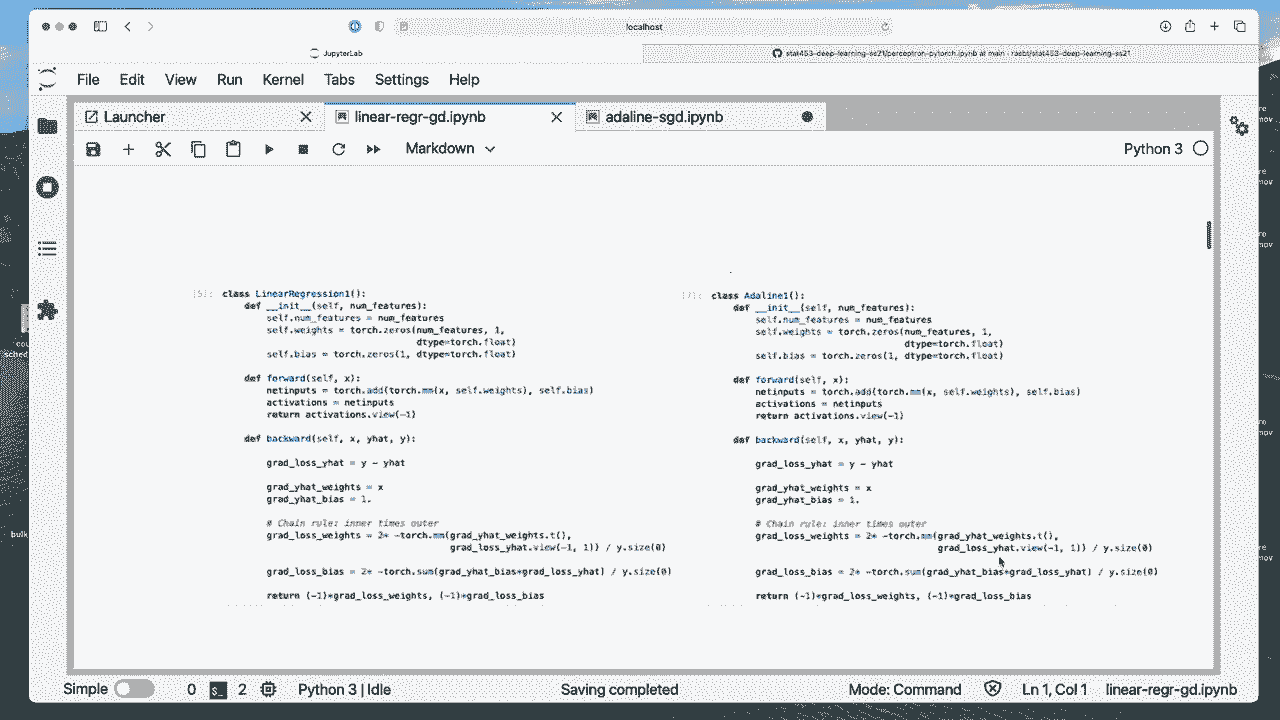 localhost
JupyterLab
stat453-deep-learning-ss21/perceptron-pytorch.ipynb at main · rasbt/stat453-deep-learning-ss21
File Edit View Run Kernel Tabs Settings Help
Launcher
linear-regr-gd.ipynb
adaline-sgd.ipynb
Markdown
Python 3
[5]: class LinearRegression1():
def __init__(self, num_features):
self.num_features = num_features
self.weights = torch.zeros(num_features, 1,
dtype=torch.float)
self.bias = torch.zeros(1, dtype=torch.float)
def forward(self, x):
netinputs = torch.add(torch.mm(x, self.weights), self.bias)
activations = netinputs
return activations.view(-1)
def backward(self, x, yhat, y):
grad_loss_yhat = y - yhat
grad_yhat_weights = x
grad_yhat_bias = 1.
# Chain rule: inner times outer
grad_loss_weights = 2* -torch.mm(grad_yhat_weights.t(),
grad_loss_yhat.view(-1, 1)) / y.size(0)
grad_loss_bias = 2* -torch.sum(grad_yhat_bias*grad_loss_yhat) / y.size(0)
return (-1)*grad_loss_weights, (-1)*grad_loss_bias
[7]: class Adaline1():
def __init__(self, num_features):
self.num_features = num_features
self.weights = torch.zeros(num_features, 1,
dtype=torch.float)
self.bias = torch.zeros(1, dtype=torch.float)
def forward(self, x):
netinputs = torch.add(torch.mm(x, self.weights), self.bias)
activations = netinputs
return activations.view(-1)
def backward(self, x, yhat, y):
grad_loss_yhat = y - yhat
grad_yhat_weights = x
grad_yhat_bias = 1.
# Chain rule: inner times outer
grad_loss_weights = 2* -torch.mm(grad_yhat_weights.t(),
grad_loss_yhat.view(-1, 1)) / y.size(0)
grad_loss_bias = 2* -torch.sum(grad_yhat_bias*grad_loss_yhat) / y.size(0)
return (-1)*grad_loss_weights, (-1)*grad_loss_bias
Simple 0 2 Python 3 | Idle Saving completed Mode: Command Ln 1, Col 1 linear-regr-gd.ipynb